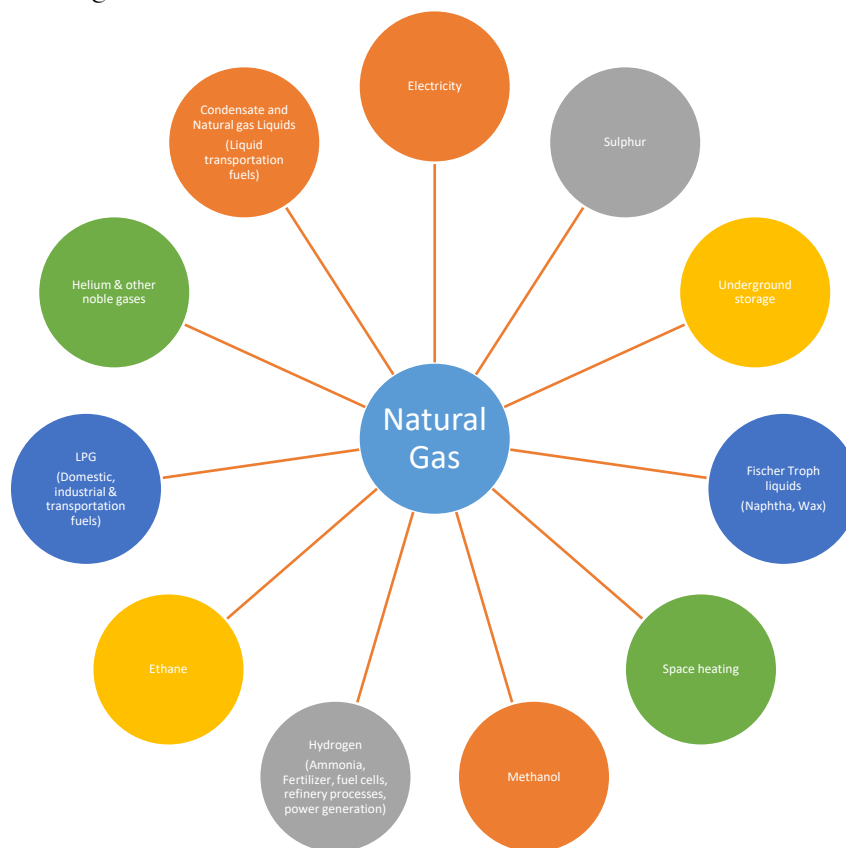 Electricity
Sulphur
Underground
storage
Fischer Troph
liquids
(Naphtha, Wax)
Space heating
Methanol
Hydrogen
(Ammonia,
Fertilizer, fuel cells,
refinery processes,
power generation)
Ethane
LPG
(Domestic,
industrial &
transportation
fuels)
Helium & other
noble gases
Condensate and
Natural gas Liquids
(Liquid
transportation
fuels)
Natural
Gas